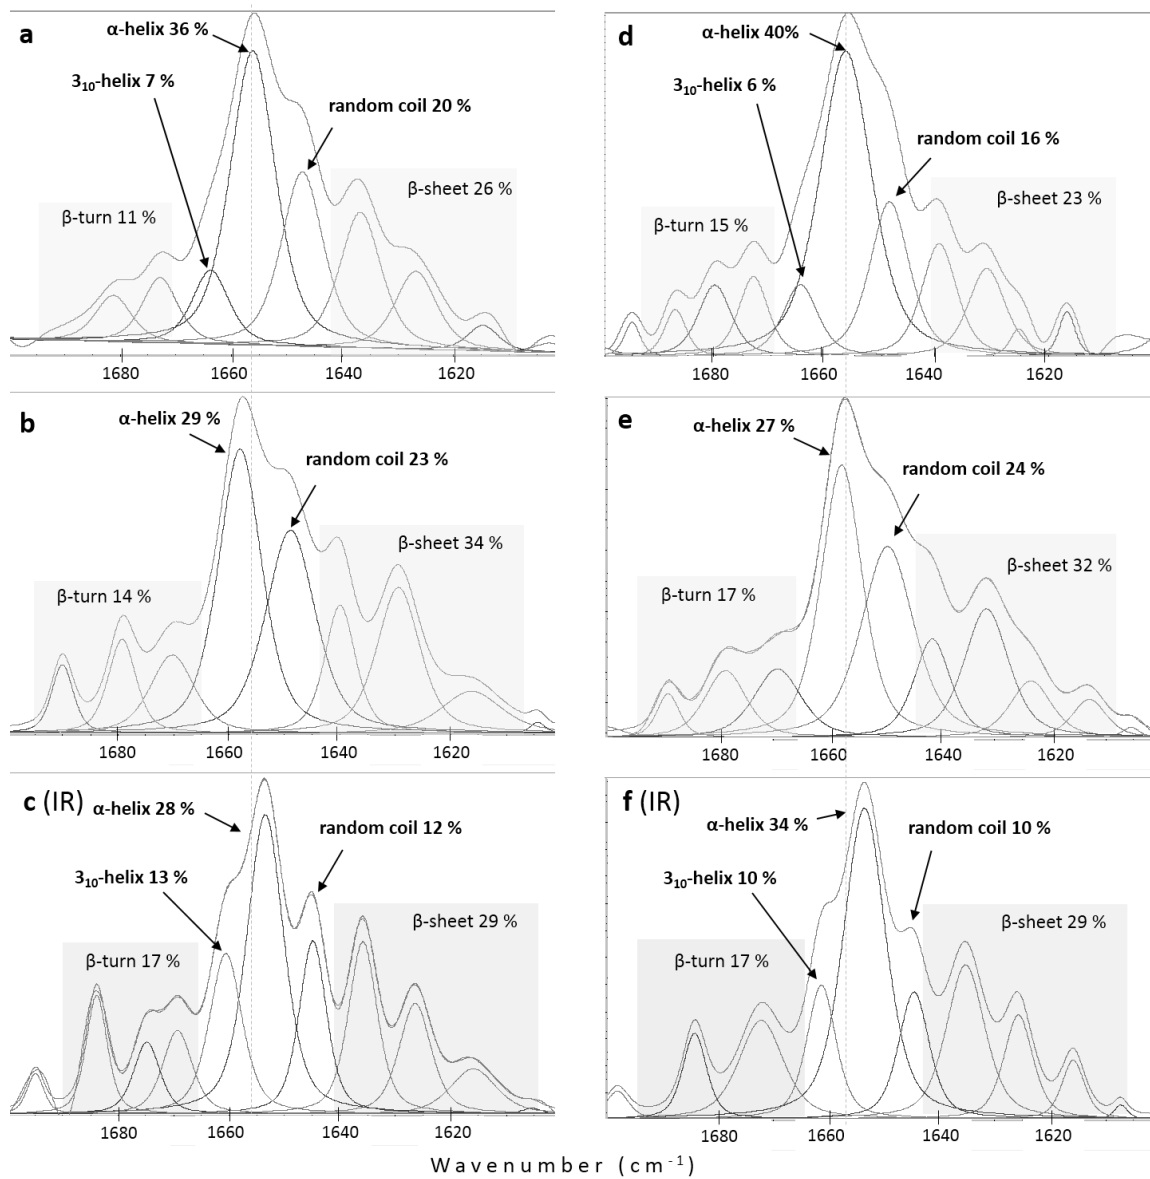 a
α-helix 36 %
3₁₀-helix 7 %
random coil 20 %
β-turn 11 %
β-sheet 26 %
1680 1660 1640 1620
d
α-helix 40%
3₁₀-helix 6 %
random coil 16 %
β-turn 15 %
β-sheet 23 %
1680 1660 1640 1620
b
α-helix 29 %
random coil 23 %
β-turn 14 %
β-sheet 34 %
1680 1660 1640 1620
e
α-helix 27 %
random coil 24 %
β-turn 17 %
β-sheet 32 %
1680 1660 1640 1620
c (IR)
α-helix 28 %
random coil 12 %
3₁₀-helix 13 %
β-turn 17 %
β-sheet 29 %
1680 1660 1640 1620
f (IR)
α-helix 34 %
random coil 10 %
3₁₀-helix 10 %
β-turn 17 %
β-sheet 29 %
1680 1660 1640 1620
Wavenumber (cm⁻¹)